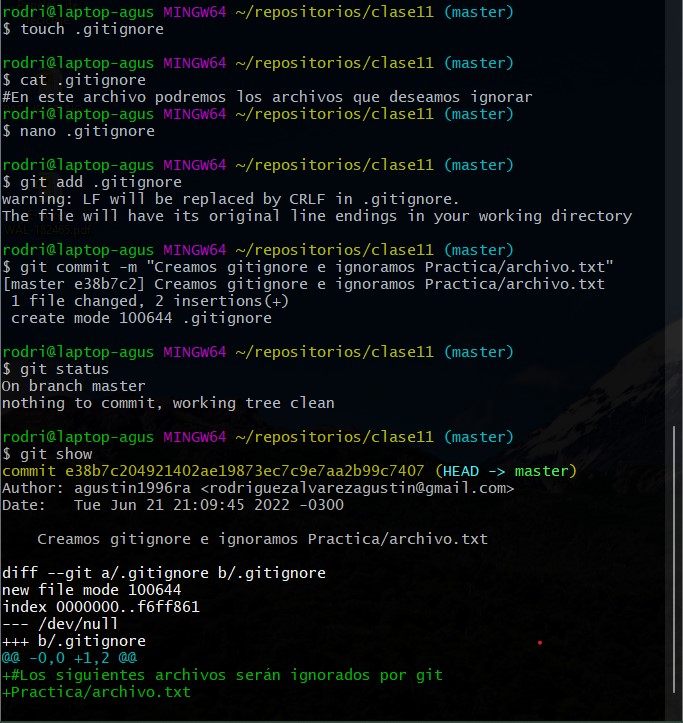 rodri@laptop-agus MINGW64 ~/repositorios/clase11 (master)
$ touch .gitignore
rodri@laptop-agus MINGW64 ~/repositorios/clase11 (master)
$ cat .gitignore
#En este archivo podremos los archivos que deseamos ignorar
rodri@laptop-agus MINGW64 ~/repositorios/clase11 (master)
$ nano .gitignore
rodri@laptop-agus MINGW64 ~/repositorios/clase11 (master)
$ git add .gitignore
warning: LF will be replaced by CRLF in .gitignore.
The file will have its original line endings in your working directory
rodri@laptop-agus MINGW64 ~/repositorios/clase11 (master)
$ git commit -m "Creamos gitignore e ignoramos Practica/archivo.txt"
[master e38b7c2] Creamos gitignore e ignoramos Practica/archivo.txt
 1 file changed, 2 insertions(+)
 create mode 100644 .gitignore
rodri@laptop-agus MINGW64 ~/repositorios/clase11 (master)
$ git status
On branch master
nothing to commit, working tree clean
rodri@laptop-agus MINGW64 ~/repositorios/clase11 (master)
$ git show
commit e38b7c204921402ae19873ec7c9e7aa2b99c7407 (HEAD -> master)
Author: agustin1996ra <rodriguezalvarezagustin@gmail.com>
Date:   Tue Jun 21 21:09:45 2022 -0300
    Creamos gitignore e ignoramos Practica/archivo.txt
diff --git a/.gitignore b/.gitignore
new file mode 100644
index 0000000..f6ff861
--- /dev/null
+++ b/.gitignore
@@ -0,0 +1,2 @@
+#Los siguientes archivos serán ignorados por git
+Practica/archivo.txt